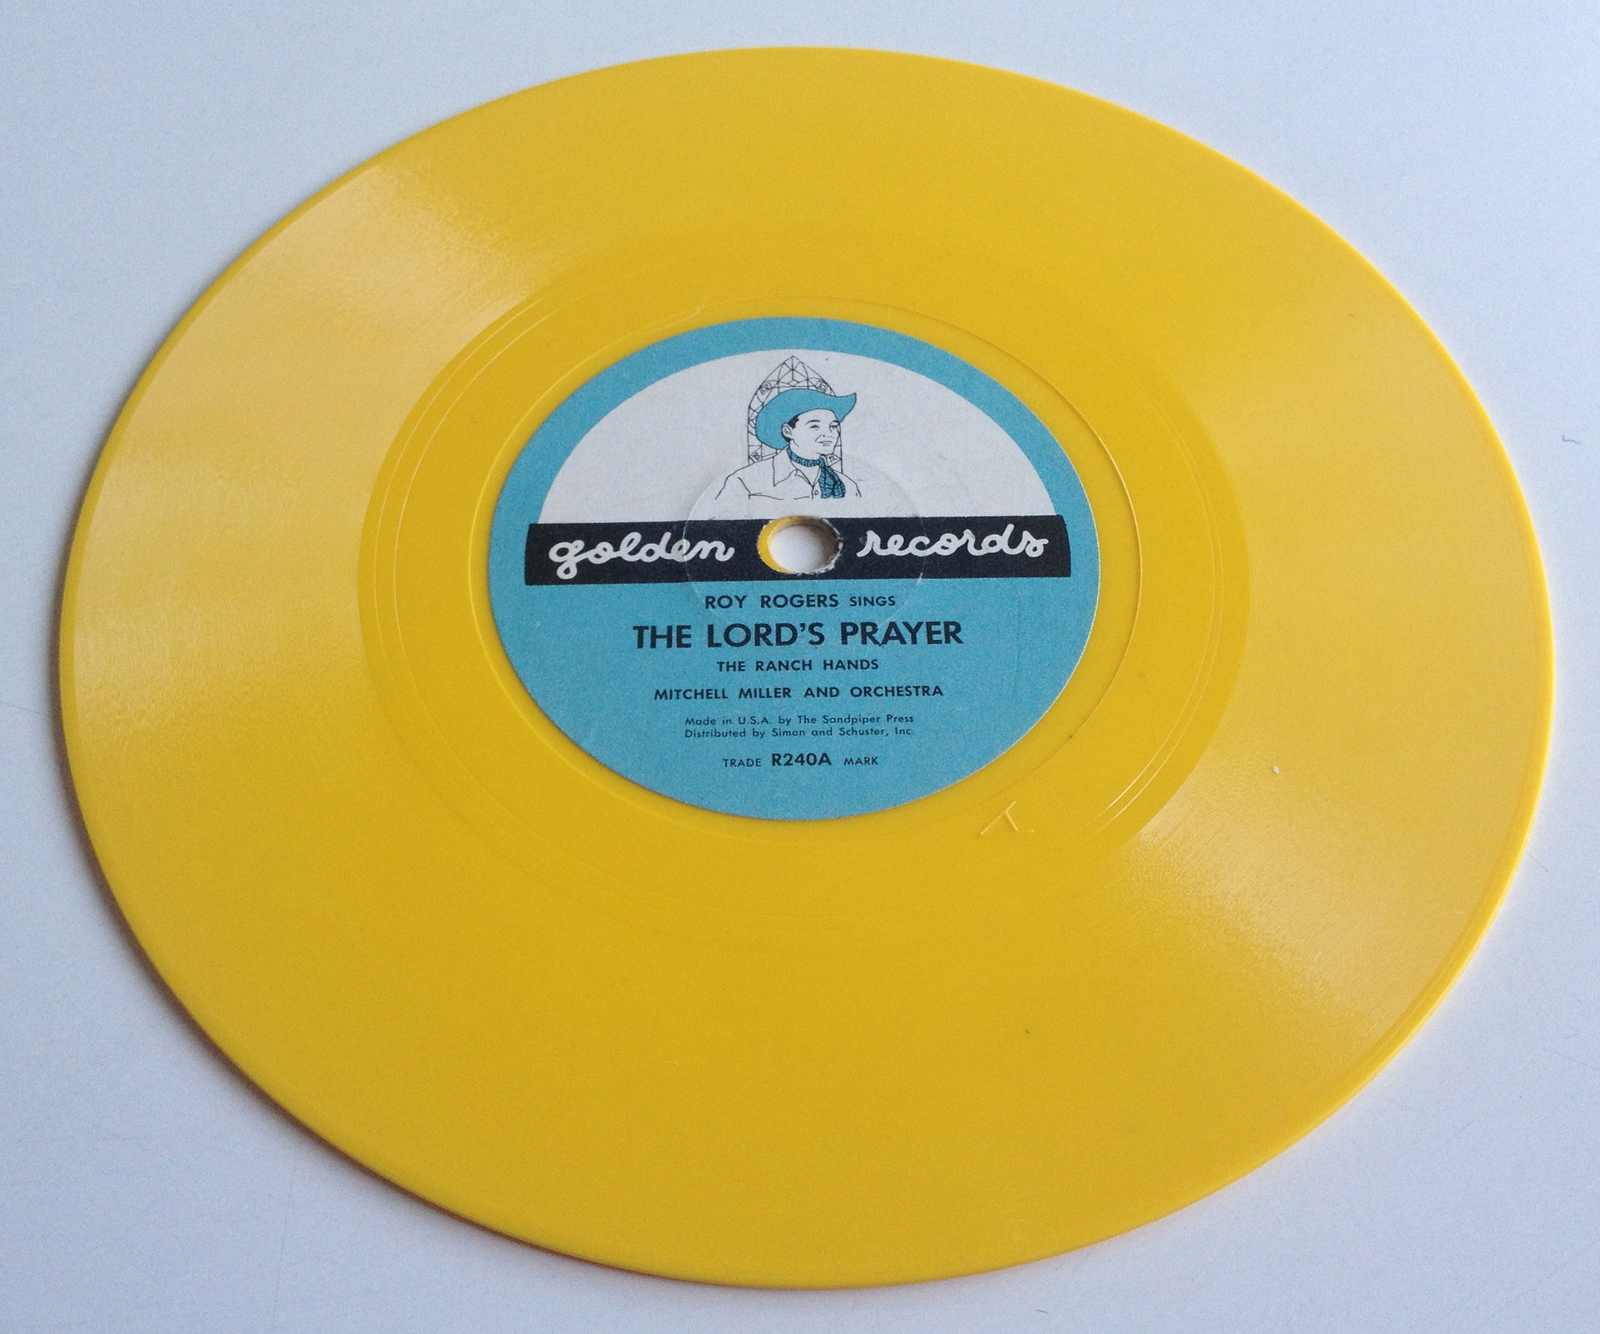 golden records
ROY ROGERS SINGS
THE LORD'S PRAYER
THE RANCH HANDS
MITCHELL MILLER AND ORCHESTRA
Made in U.S.A. by The Sandpiper Press
Distributed by Simon and Schuster, Inc.
TRADE R240A MARK